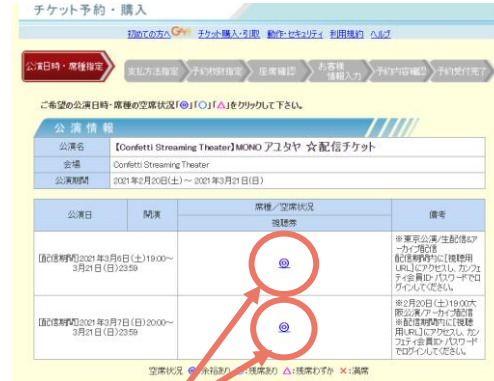 チケット予約・購入
初めての方へ チケット購入・引取 動作・セキュリティ 利用規約 ヘルプ
公演日時・席種指定 支払方法指定 予約明細指定 座席確認 お客様情報入力 予約内容確認 予約受付完了
ご希望の公演日時・席種の空席状況「◎」「○」「△」をクリックして下さい。
公演情報
公演名 【Confetti Streaming Theater】MONO アユタヤ ☆配信チケット
会場 Confetti Streaming Theater
公演期間 2021年2月20日(土)～2021年3月21日(日)
公演日 開演 席種／空席状況 備考
視聴券
[配信期間]2021年3月6日(土)19:00～
3月21日(日)23:59
◎
※東京公演/生配信&ア
ーカイブ配信
配信期間内に[視聴用
URL]にアクセスし、カンフェ
ティ会員ID・パスワードでロ
グインしてください。
[配信期間]2021年3月7日(日)20:00～
3月21日(日)23:59
◎
※2月20日(土)19:00大
阪公演/アーカイブ配信
※配信期間内に[視聴
用URL]にアクセスし、カン
フェティ会員ID・パスワード
でログインしてください。
空席状況 ◎:余裕あり ○:残席あり △:残席わずか ×:満席